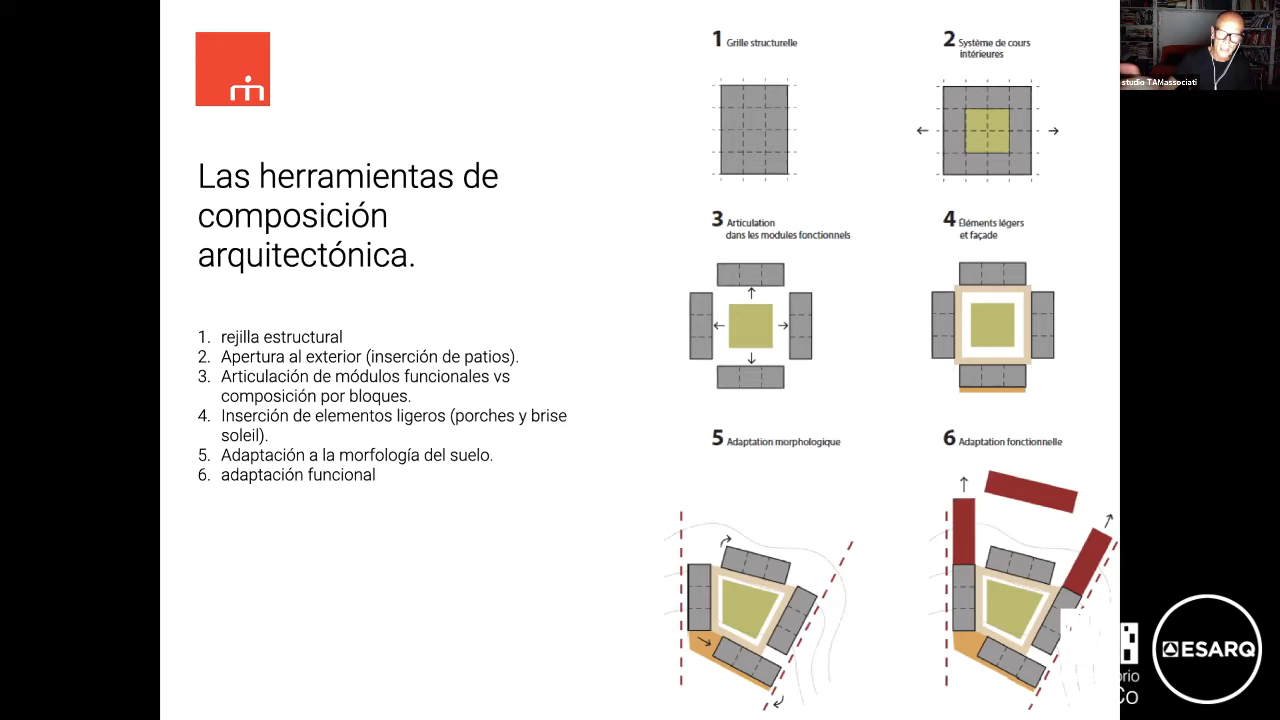 Las herramientas de
composición
arquitectónica.
1. rejilla estructural
2. Apertura al exterior (inserción de patios).
3. Articulación de módulos funcionales vs
composición por bloques.
4. Inserción de elementos ligeros (porches y brise
soleil).
5. Adaptación a la morfología del suelo.
6. adaptación funcional
1 Grille structurelle
2 Système de cours
intérieures
3 Articulation
dans les modules fonctionnels
4 Éléments légers
et façade
5 Adaptation morphologique
6 Adaptation fonctionnelle
studio TAMassociati
ESARQ